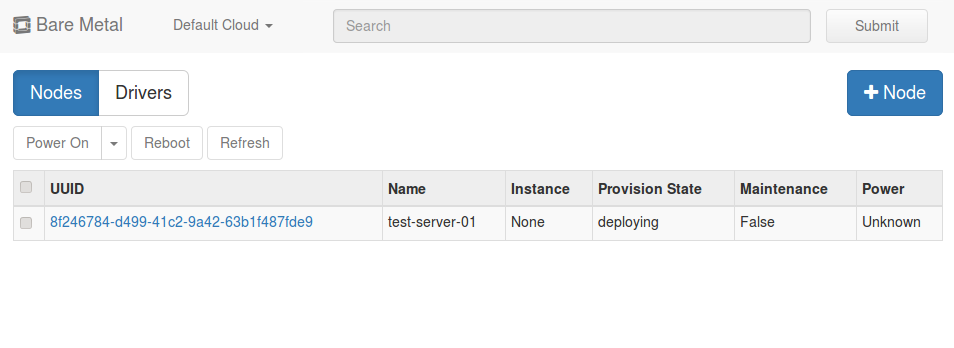 Bare Metal Default Cloud Search Submit
Nodes Drivers + Node
Power On Reboot Refresh
UUID Name Instance Provision State Maintenance Power
8f246784-d499-41c2-9a42-63b1f487fde9 test-server-01 None deploying False Unknown